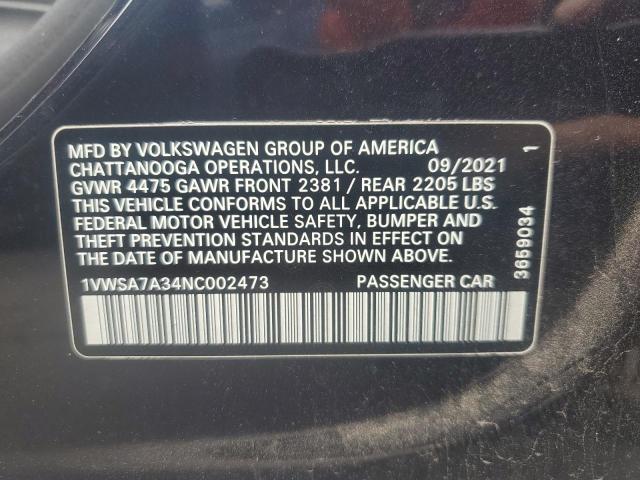 MFD BY VOLKSWAGEN GROUP OF AMERICA
CHATTANOOGA OPERATIONS, LLC. 09/2021
GVWR 4475 GAWR FRONT 2381 / REAR 2205 LBS
THIS VEHICLE CONFORMS TO ALL APPLICABLE U.S.
FEDERAL MOTOR VEHICLE SAFETY, BUMPER AND
THEFT PREVENTION STANDARDS IN EFFECT ON
THE DATE OF MANUFACTURE SHOWN ABOVE.
1VWSA7A34NC002473 PASSENGER CAR
3659034 1